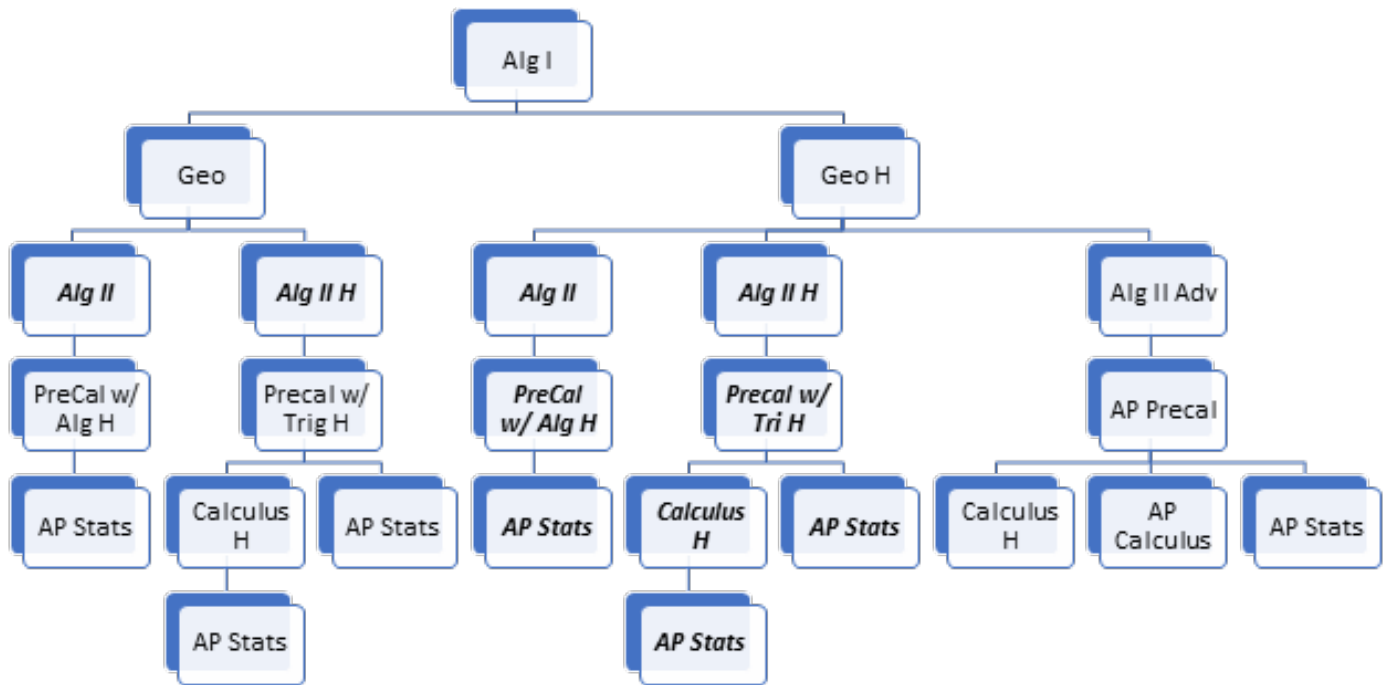 Alg I
Geo
Geo H
Alg II
Alg II H
Alg II
Alg II H
Alg II Adv
PreCal w/
Alg H
Precal w/
Trig H
PreCal
w/ Alg H
Precal w/
Tri H
AP Precal
AP Stats
Calculus
H
AP Stats
AP Stats
Calculus
H
AP Stats
Calculus
H
AP
Calculus
AP Stats
AP Stats
AP Stats